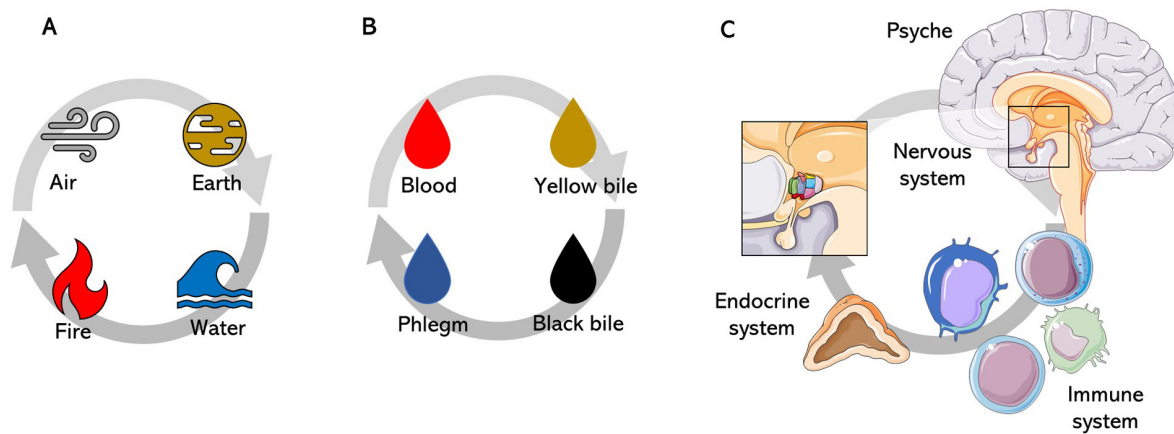 A
Air
Earth
Fire
Water
B
Blood
Yellow bile
Phlegm
Black bile
C
Psyche
Nervous
system
Endocrine
system
Immune
system